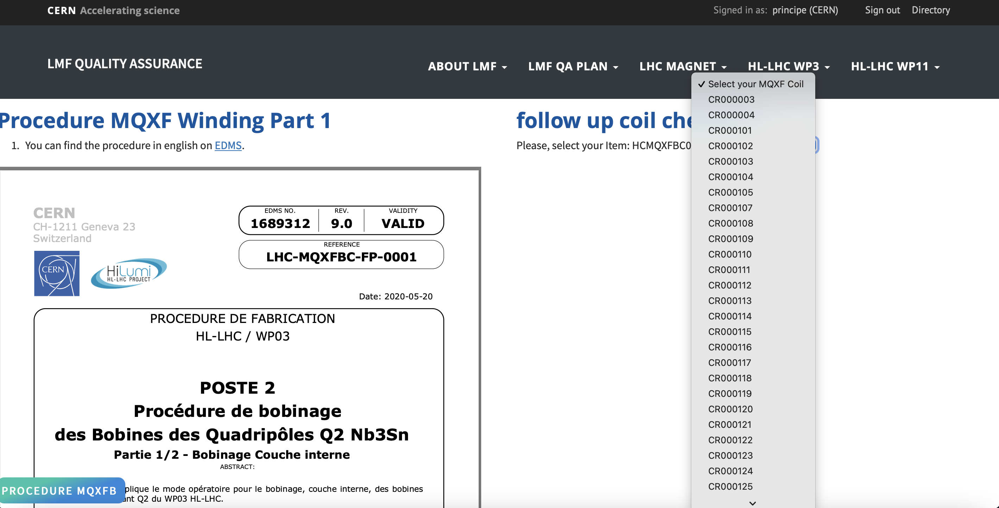 CERN Accelerating science
Signed in as: principe (CERN) Sign out Directory
LMF QUALITY ASSURANCE
ABOUT LMF LMF QA PLAN LHC MAGNET HL-LHC WP3 HL-LHC WP11
Procedure MQXF Winding Part 1
1. You can find the procedure in english on EDMS.
CERN
CH-1211 Geneva 23
Switzerland
CERN
HiLumi
HL-LHC PROJECT
EDMS NO. REV. VALIDITY
1689312 9.0 VALID
REFERENCE
LHC-MQXFBC-FP-0001
Date: 2020-05-20
PROCEDURE DE FABRICATION
HL-LHC / WP03
POSTE 2
Procédure de bobinage
des Bobines des Quadripôles Q2 Nb3Sn
Partie 1/2 - Bobinage Couche interne
ABSTRACT:
plique le mode opératoire pour le bobinage, couche interne, des bobines
ant Q2 du WP03 HL-LHC.
PROCEDURE MQXFB
follow up coil che
Please, select your Item: HCMQXFBC0
✓ Select your MQXF Coil
CR000003
CR000004
CR000101
CR000102
CR000103
CR000104
CR000105
CR000107
CR000108
CR000109
CR000110
CR000111
CR000112
CR000113
CR000114
CR000115
CR000116
CR000117
CR000118
CR000119
CR000120
CR000121
CR000122
CR000123
CR000124
CR000125